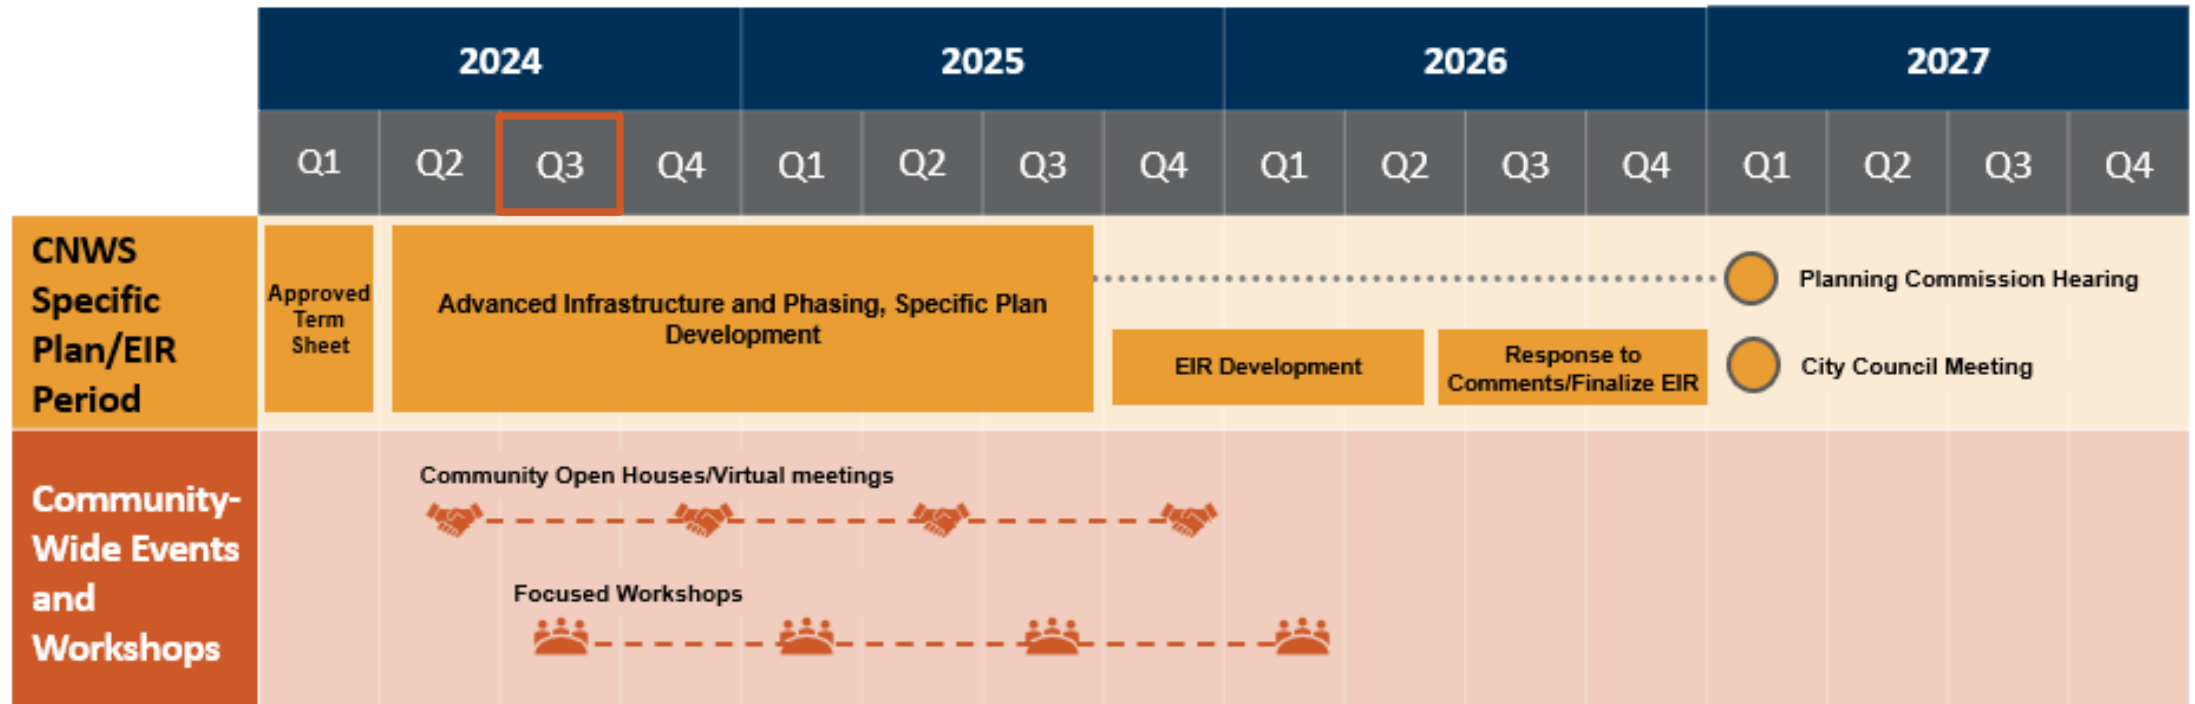 2024
2025
2026
2027
Q1
Q2
Q3
Q4
Q1
Q2
Q3
Q4
Q1
Q2
Q3
Q4
Q1
Q2
Q3
Q4
CNWS
Specific
Plan/EIR
Period
Approved
Term
Sheet
Advanced Infrastructure and Phasing, Specific Plan
Development
Planning Commission Hearing
EIR Development
Response to
Comments/Finalize EIR
City Council Meeting
Community-
Wide Events
and
Workshops
Community Open Houses/Virtual meetings
Focused Workshops